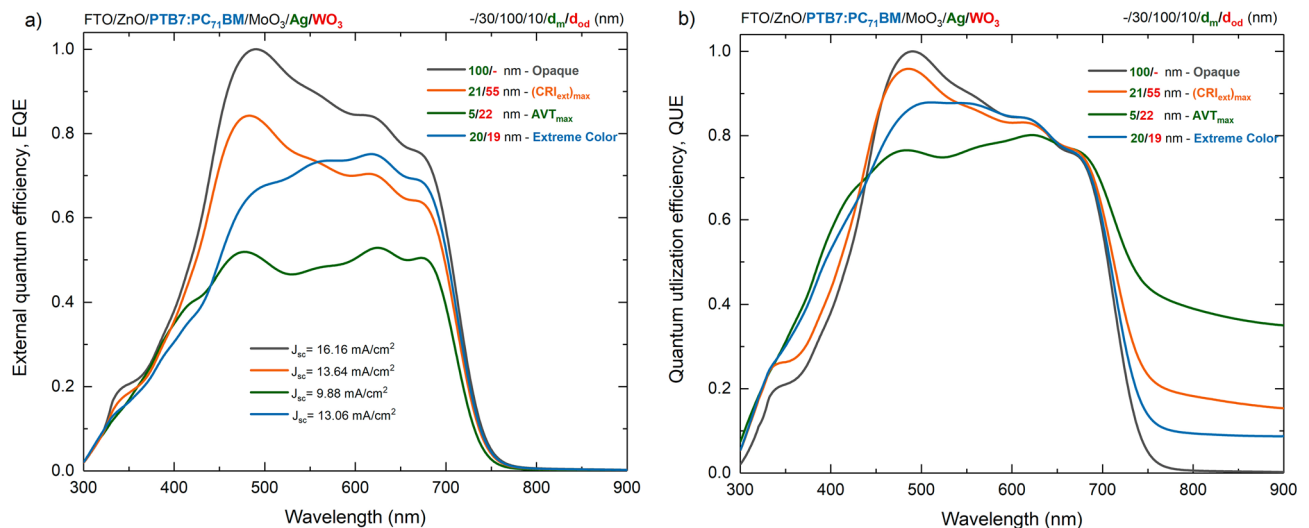 a)
FTO/ZnO/PTB7:PC71BM/MoO3/Ag/WO3
-/30/100/10/dm/dod (nm)
External quantum efficiency, EQE
1.0
0.8
0.6
0.4
0.2
0.0
100/- nm - Opaque
21/55 nm - (CRIext)max
5/22 nm - AVTmax
20/19 nm - Extreme Color
Jsc= 16.16 mA/cm2
Jsc= 13.64 mA/cm2
Jsc= 9.88 mA/cm2
Jsc= 13.06 mA/cm2
300 400 500 600 700 800 900
Wavelength (nm)
b)
FTO/ZnO/PTB7:PC71BM/MoO3/Ag/WO3
-/30/100/10/dm/dod (nm)
Quantum utlization efficiency, QUE
1.0
0.8
0.6
0.4
0.2
0.0
100/- nm - Opaque
21/55 nm - (CRIext)max
5/22 nm - AVTmax
20/19 nm - Extreme Color
300 400 500 600 700 800 900
Wavelength (nm)